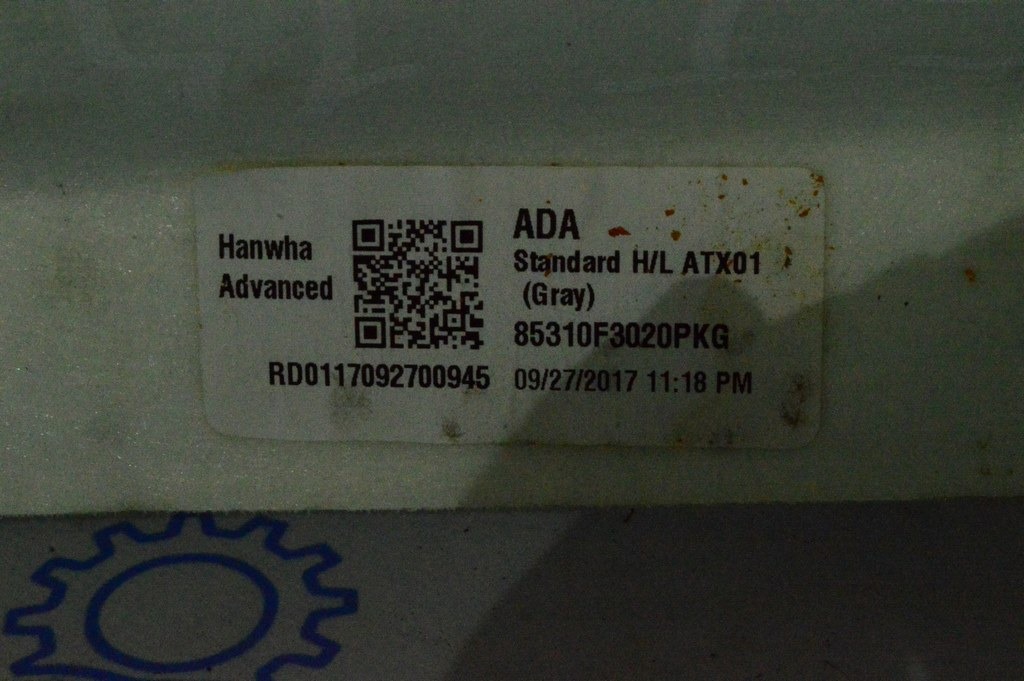 Hanwha
Advanced
RD0117092700945
ADA
Standard H/L ATX01
(Gray)
85310F3020PKG
09/27/2017 11:18 PM